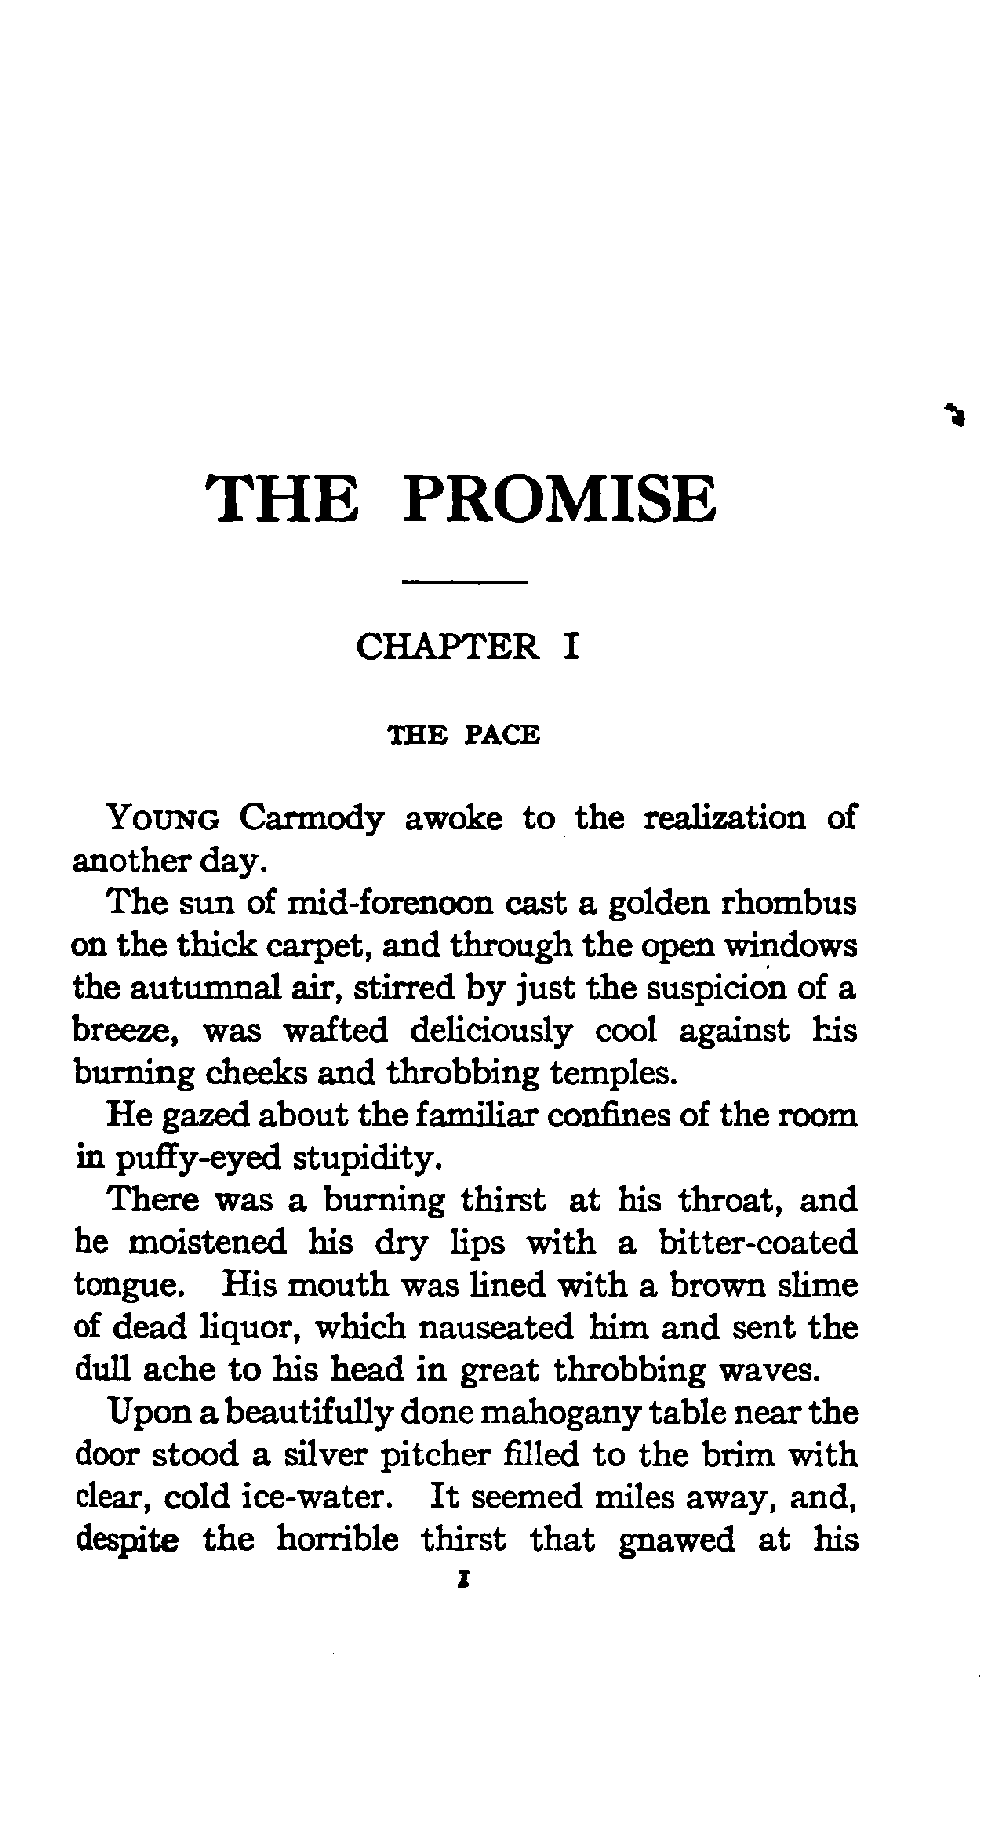 THE PROMISE
CHAPTER I
THE PACE
YOUNG Carmody awoke to the realization of
another day.
The sun of mid-forenoon cast a golden rhombus
on the thick carpet, and through the open windows
the autumnal air, stirred by just the suspicion of a
breeze, was wafted deliciously cool against his
burning cheeks and throbbing temples.
He gazed about the familiar confines of the room
in puffy-eyed stupidity.
There was a burning thirst at his throat, and
he moistened his dry lips with a bitter-coated
tongue. His mouth was lined with a brown slime
of dead liquor, which nauseated him and sent the
dull ache to his head in great throbbing waves.
Upon a beautifully done mahogany table near the
door stood a silver pitcher filled to the brim with
clear, cold ice-water. It seemed miles away, and,
despite the horrible thirst that gnawed at his
1